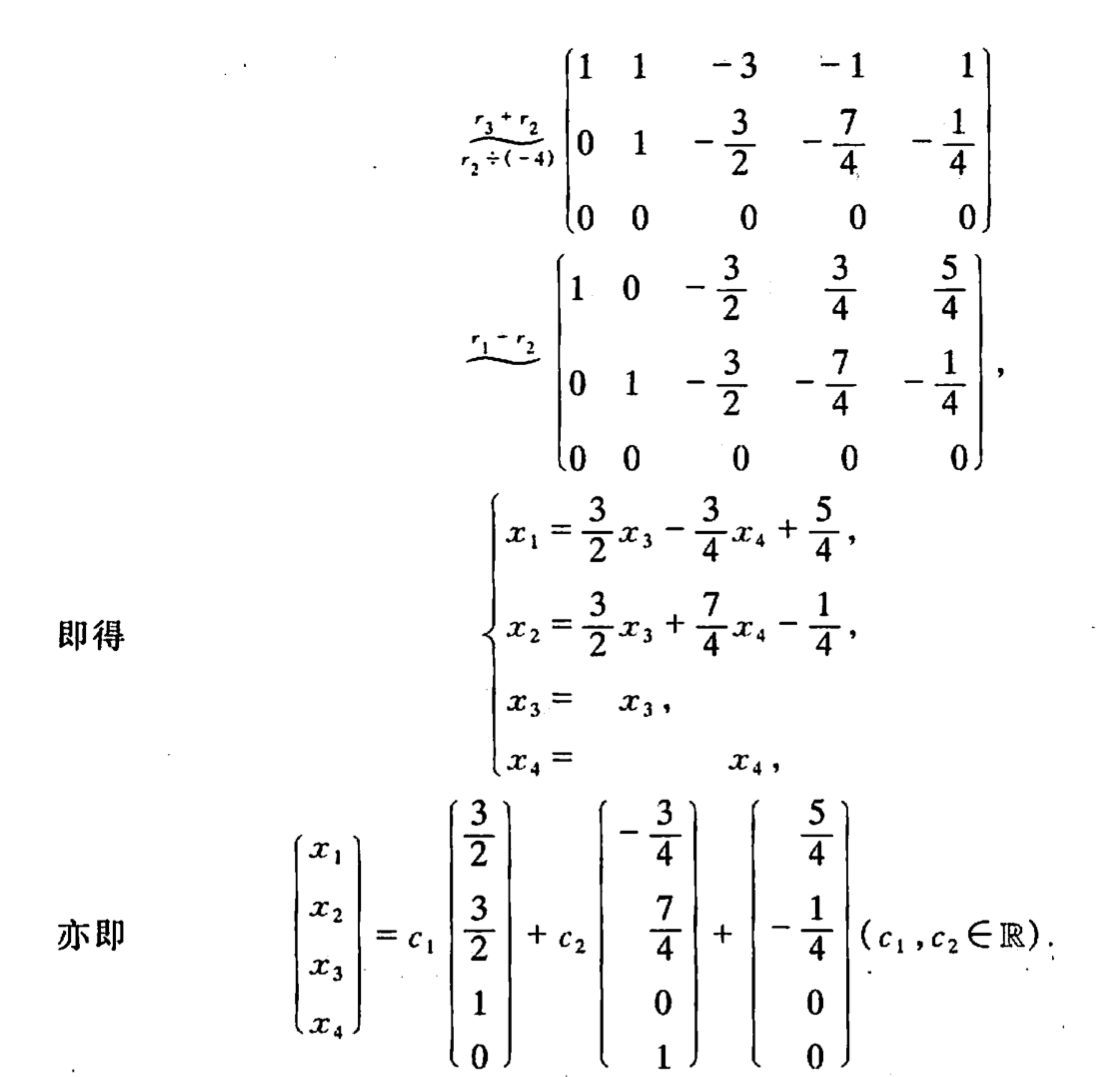 $\overset{r_3+r_2}{\underset{r_2\div(-4)}{\sim}} \begin{pmatrix} 1 & 1 & -3 & -1 & 1 \\ 0 & 1 & -\frac{3}{2} & -\frac{7}{4} & -\frac{1}{4} \\ 0 & 0 & 0 & 0 & 0 \end{pmatrix}$
$\overset{r_1-r_2}{\sim} \begin{pmatrix} 1 & 0 & -\frac{3}{2} & \frac{3}{4} & \frac{5}{4} \\ 0 & 1 & -\frac{3}{2} & -\frac{7}{4} & -\frac{1}{4} \\ 0 & 0 & 0 & 0 & 0 \end{pmatrix},$
即得 $\begin{cases} x_1 = \frac{3}{2}x_3 - \frac{3}{4}x_4 + \frac{5}{4}, \\ x_2 = \frac{3}{2}x_3 + \frac{7}{4}x_4 - \frac{1}{4}, \\ x_3 = x_3, \\ x_4 = x_4, \end{cases}$
亦即 $\begin{pmatrix} x_1 \\ x_2 \\ x_3 \\ x_4 \end{pmatrix} = c_1 \begin{pmatrix} \frac{3}{2} \\ \frac{3}{2} \\ 1 \\ 0 \end{pmatrix} + c_2 \begin{pmatrix} -\frac{3}{4} \\ \frac{7}{4} \\ 0 \\ 1 \end{pmatrix} + \begin{pmatrix} \frac{5}{4} \\ -\frac{1}{4} \\ 0 \\ 0 \end{pmatrix} (c_1, c_2 \in \mathbb{R}).$